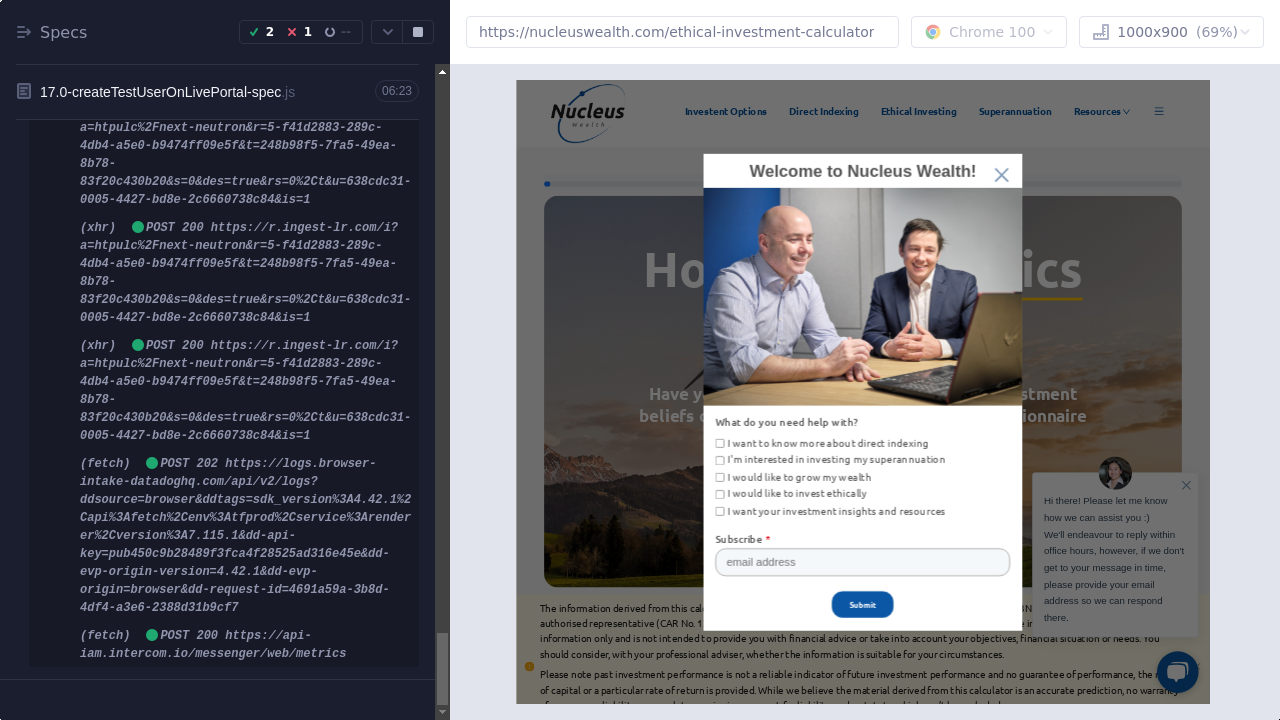 Specs
2
1
--
https://nucleuswealth.com/ethical-investment-calculator
Chrome 100
1000x900 (69%)
17.0-createTestUserOnLivePortal-spec.js
06:23
a=htpulc%2Fnext-neutron&r=5-f41d2883-289c-
4db4-a5e0-b9474ff09e5f&t=248b98f5-7fa5-49ea-
8b78-
83f20c430b20&s=0&des=true&rs=0%2Ct&u=638cdc31-
0005-4427-bd8e-2c6660738c84&is=1
(xhr) POST 200 https://r.ingest-lr.com/i?
a=htpulc%2Fnext-neutron&r=5-f41d2883-289c-
4db4-a5e0-b9474ff09e5f&t=248b98f5-7fa5-49ea-
8b78-
83f20c430b20&s=0&des=true&rs=0%2Ct&u=638cdc31-
0005-4427-bd8e-2c6660738c84&is=1
(xhr) POST 200 https://r.ingest-lr.com/i?
a=htpulc%2Fnext-neutron&r=5-f41d2883-289c-
4db4-a5e0-b9474ff09e5f&t=248b98f5-7fa5-49ea-
8b78-
83f20c430b20&s=0&des=true&rs=0%2Ct&u=638cdc31-
0005-4427-bd8e-2c6660738c84&is=1
(fetch) POST 202 https://logs.browser-
intake-datadoghq.com/api/v2/logs?
ddsource=browser&ddtags=sdk_version%3A4.42.1%2
Capi%3Afetch%2Cenv%3Atfprod%2Cservice%3Arender
er%2Cversion%3A7.115.1&dd-api-
key=pub450c9b28489f3fca4f28525ad316e45e&dd-
evp-origin-version=4.42.1&dd-evp-
origin=browser&dd-request-id=4691a59a-3b8d-
4df4-a3e6-2388d31b9cf7
(fetch) POST 200 https://api-
iam.intercom.io/messenger/web/metrics
Nucleus
Wealth
Investent Options
Direct Indexing
Ethical Investing
Superannuation
Resources
Welcome to Nucleus Wealth!
Ho
ics
Have y
stment
beliefs
ionnaire
What do you need help with?
I want to know more about direct indexing
I'm interested in investing my superannuation
I would like to grow my wealth
I would like to invest ethically
I want your investment insights and resources
Subscribe *
email address
Submit
Hi there! Please let me know
how we can assist you :)
We'll endeavour to reply within
office hours, however, if we don't
get to your message in time,
please provide your email
address so we can respond
there.
The information derived from this
authorised representative (CAR No.
information only and is not intended to provide you with financial advice or take into account your objectives, financial situation or needs. You
should consider, with your professional adviser, whether the information is suitable for your circumstances.
Please note past investment performance is not a reliable indicator of future investment performance and no guarantee of performance, the
of capital or a particular rate of return is provided. While we believe the material derived from this calculator is an accurate prediction, no warranty